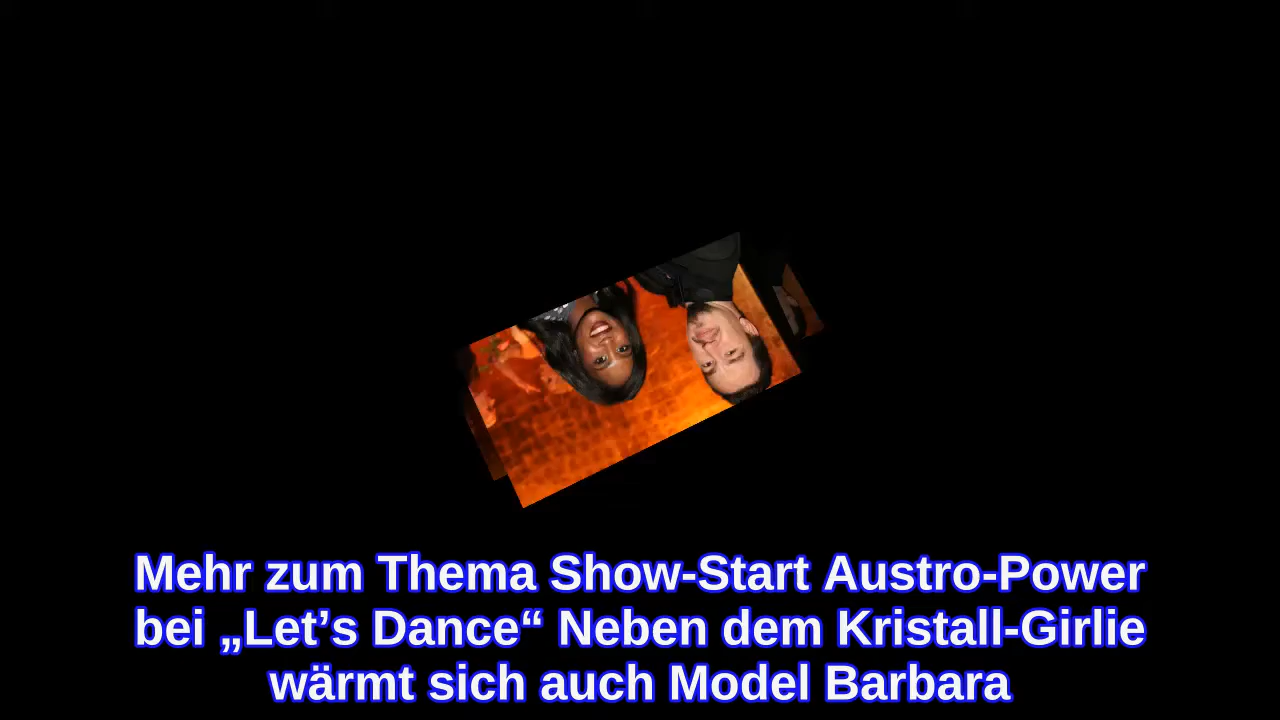 Mehr zum Thema Show-Start Austro-Power
bei „Let’s Dance“ Neben dem Kristall-Girlie
wärmt sich auch Model Barbara